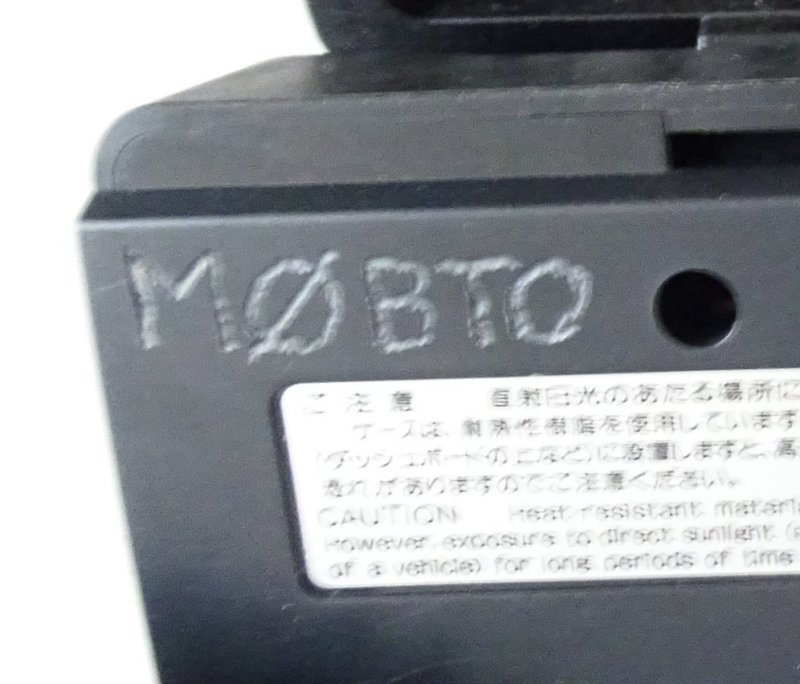 MØBTO
ご注意 直射日光のあたる場所に
ケースは、耐熱性樹脂を使用しています
(ダッシュボードの上など)に設置しますと、高
恐れがありますのでご注意ください。
CAUTION Heat resistant material
However, exposure to direct sunlight (
of a vehicle) for long periods of time